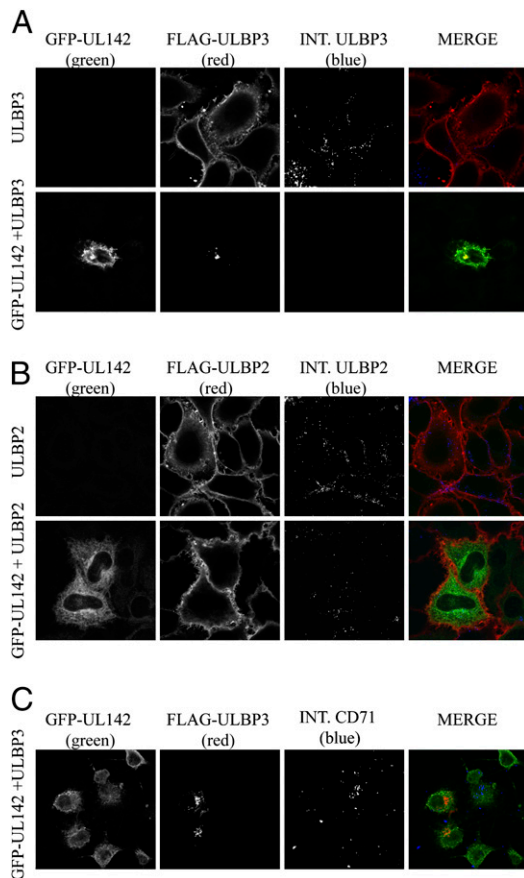 A
GFP-UL142 FLAG-ULBP3 INT. ULBP3 MERGE
(green) (red) (blue)
ULBP3
GFP-UL142 +ULBP3
B
GFP-UL142 FLAG-ULBP2 INT. ULBP2 MERGE
(green) (red) (blue)
ULBP2
GFP-UL142 + ULBP2
C
GFP-UL142 FLAG-ULBP3 INT. CD71 MERGE
(green) (red) (blue)
GFP-UL142 +ULBP3